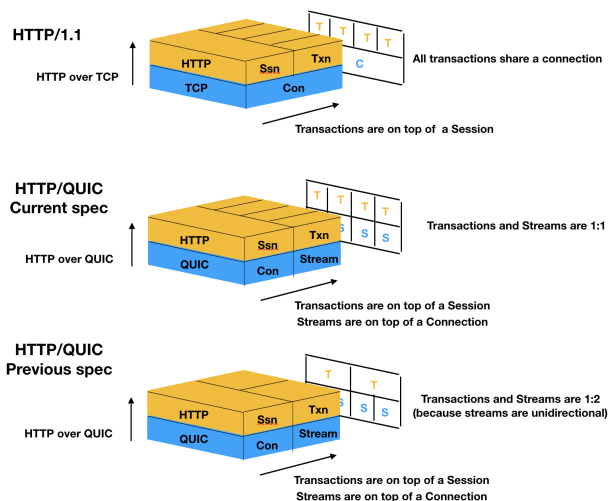 HTTP/1.1
HTTP over TCP
T T T T
C
HTTP
Ssn
Txn
TCP
Con
All transactions share a connection
Transactions are on top of a Session
HTTP/QUIC
Current spec
HTTP over QUIC
T T T T
S S S
HTTP
Ssn
Txn
QUIC
Con
Stream
Transactions and Streams are 1:1
Transactions are on top of a Session
Streams are on top of a Connection
HTTP/QUIC
Previous spec
HTTP over QUIC
T T
S S S
HTTP
Ssn
Txn
QUIC
Con
Stream
Transactions and Streams are 1:2
(because streams are unidirectional)
Transactions are on top of a Session
Streams are on top of a Connection